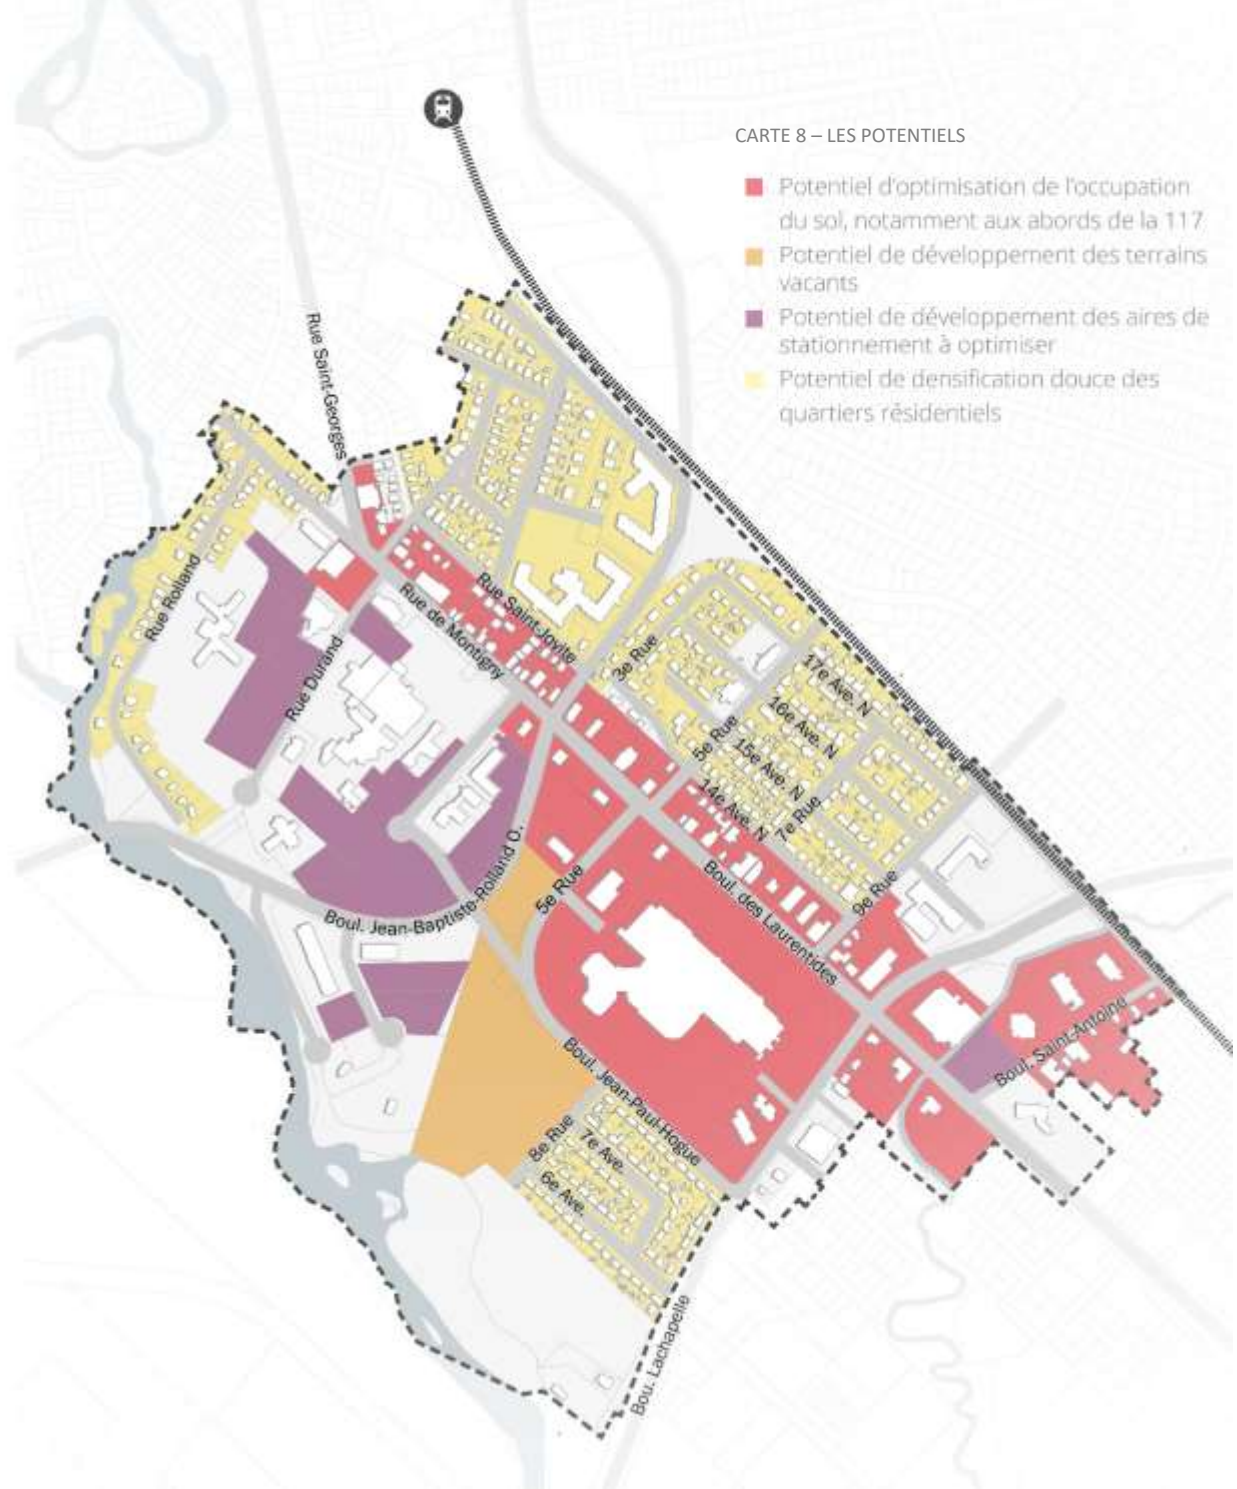 CARTE 8 – LES POTENTIELS
Potentiel d'optimisation de l'occupation
du sol, notamment aux abords de la 117
Potentiel de développement des terrains
vacants
Potentiel de développement des aires de
stationnement à optimiser
Potentiel de densification douce des
quartiers résidentiels
Rue Saint-Georges
Rue Rolland
Rue Durand
Rue de Montigny
Rue Saint-Jovite
3e Rue
17e Ave. N
16e Ave. N
5e Rue
15e Ave. N
14e Ave. N
7e Rue
9e Rue
Boul. des Laurentides
Boul. Jean-Baptiste-Rolland O.
5e Rue
Boul. Saint-Antoine
Boul. Jean-Paul-Hogue
8e Rue
7e Ave.
6e Ave.
Bou. Lachapelle